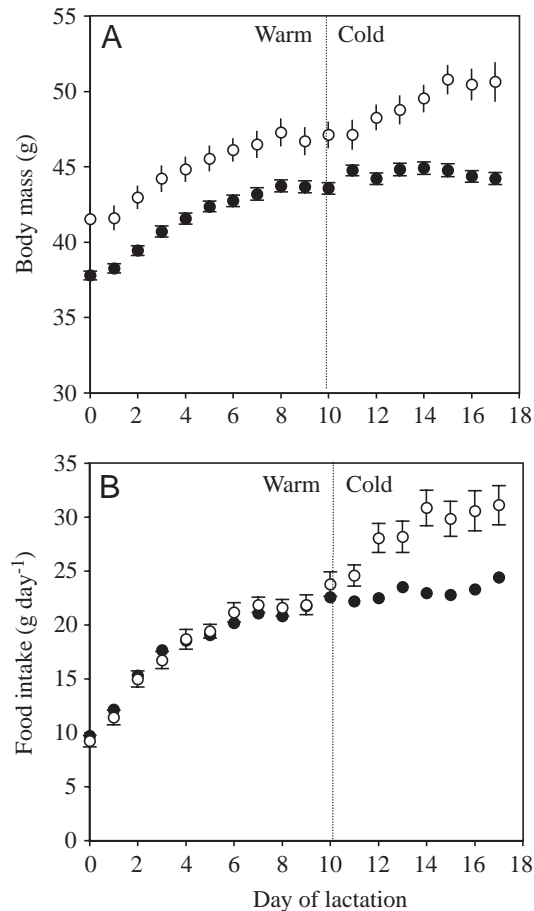 A
Warm
Cold
Body mass (g)
55
50
45
40
35
30
0 2 4 6 8 10 12 14 16 18
B
Warm
Cold
Food intake (g day-1)
35
30
25
20
15
10
5
0
0 2 4 6 8 10 12 14 16 18
Day of lactation